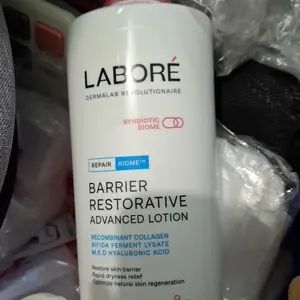 LABORÉ
DERMALAB REVOLUTIONAIRE
SYNBIOTIC
BIOME
REPAIR BIOME™
BARRIER
RESTORATIVE
ADVANCED LOTION
RECOMBINANT COLLAGEN
BIFIDA FERMENT LYSATE
M.E.D HYALURONIC ACID
Restore skin barrier
Rapid dryness relief
Optimize natural skin regeneration